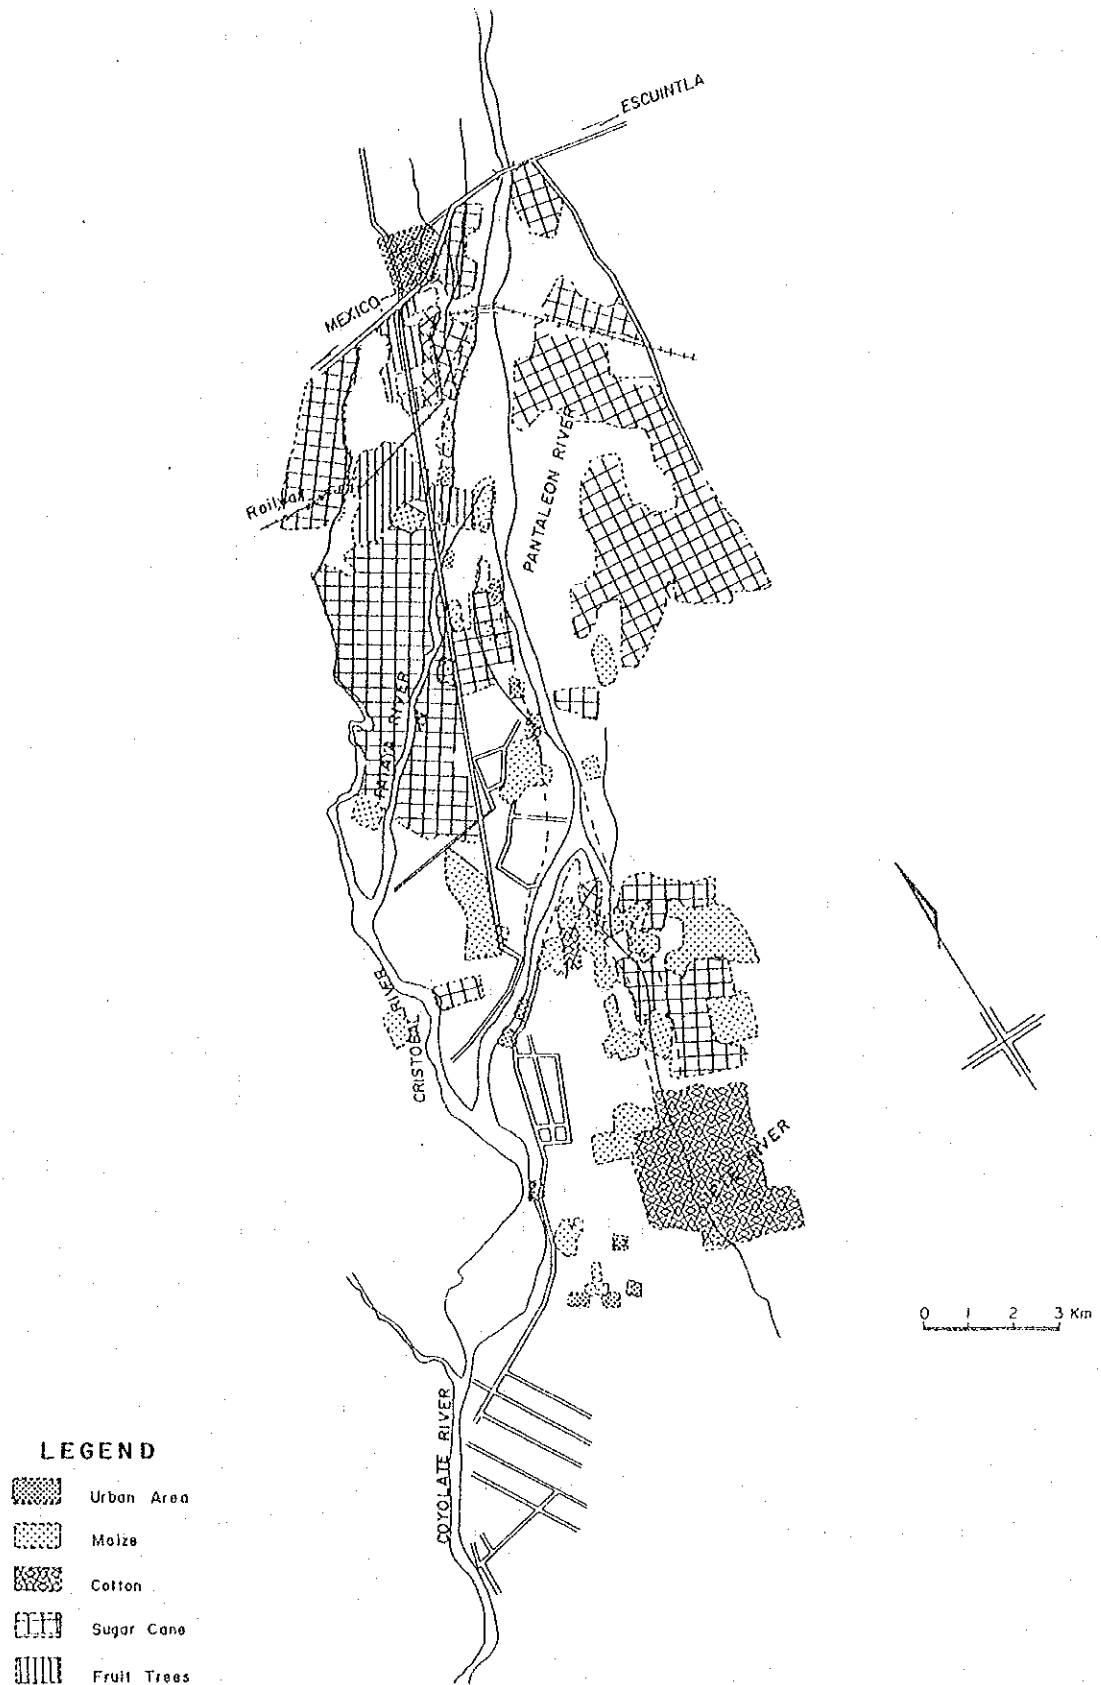 ESCUINTLA
MEXICO
Railway
PANTALEON RIVER
RIVER
CRISTOBAL RIVER
RIVER
0 1 2 3 Km
COYOLATE RIVER
LEGEND
Urban Area
Maize
Cotton
Sugar Cane
Fruit Trees